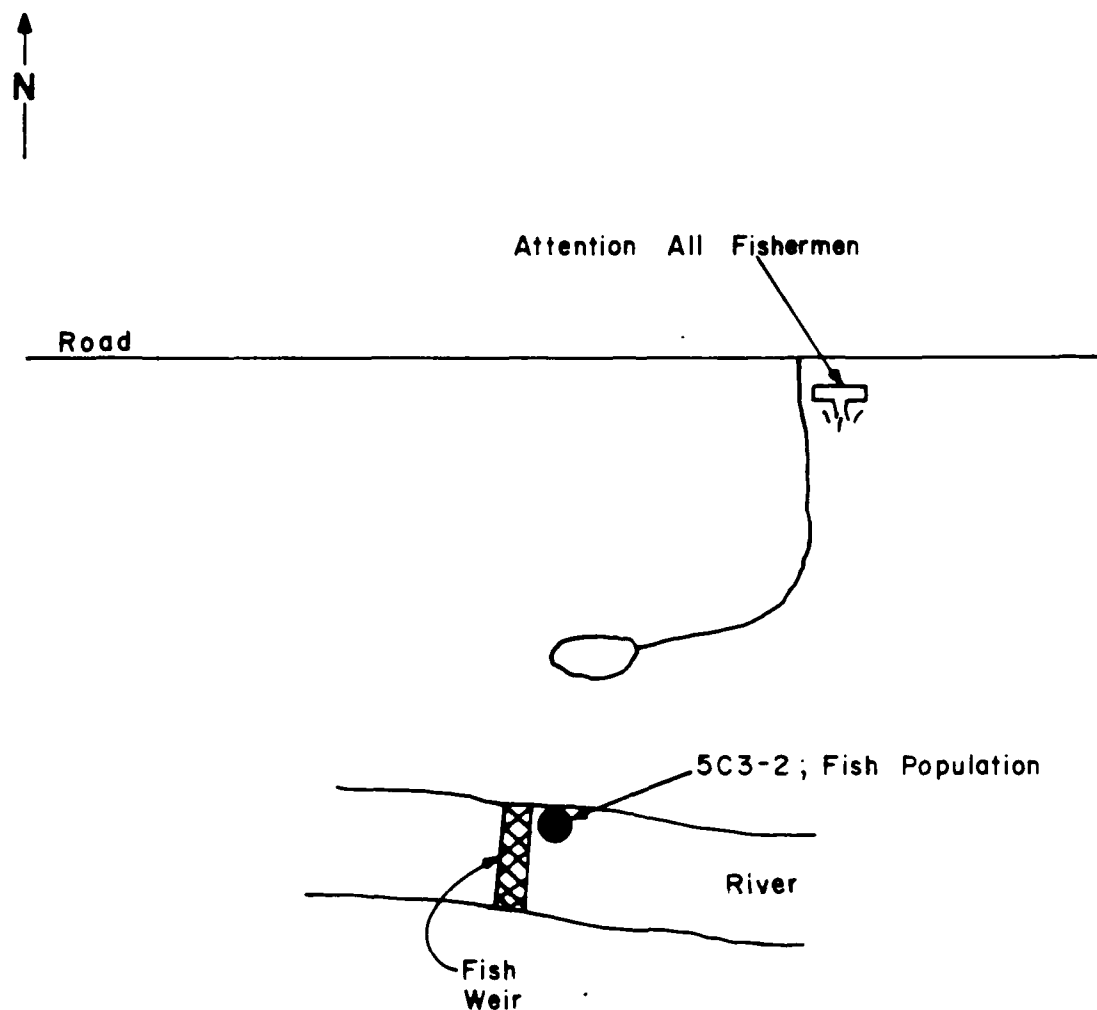 N
Attention All Fishermen
Road
5C3-2; Fish Population
River
Fish
Weir